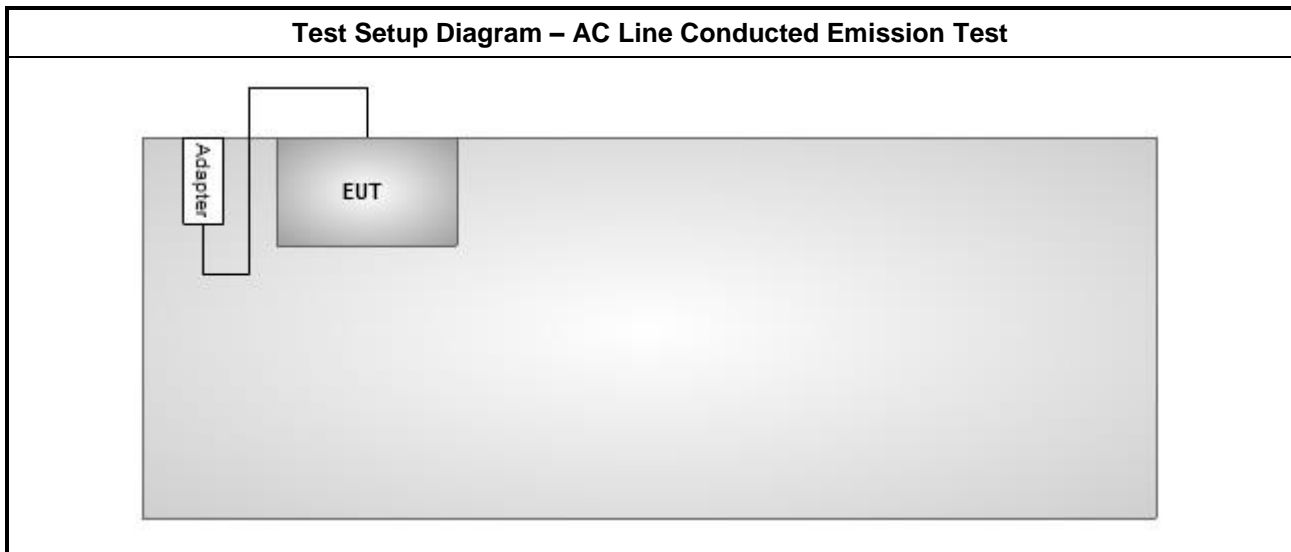 Test Setup Diagram – AC Line Conducted Emission Test
Adapter
EUT